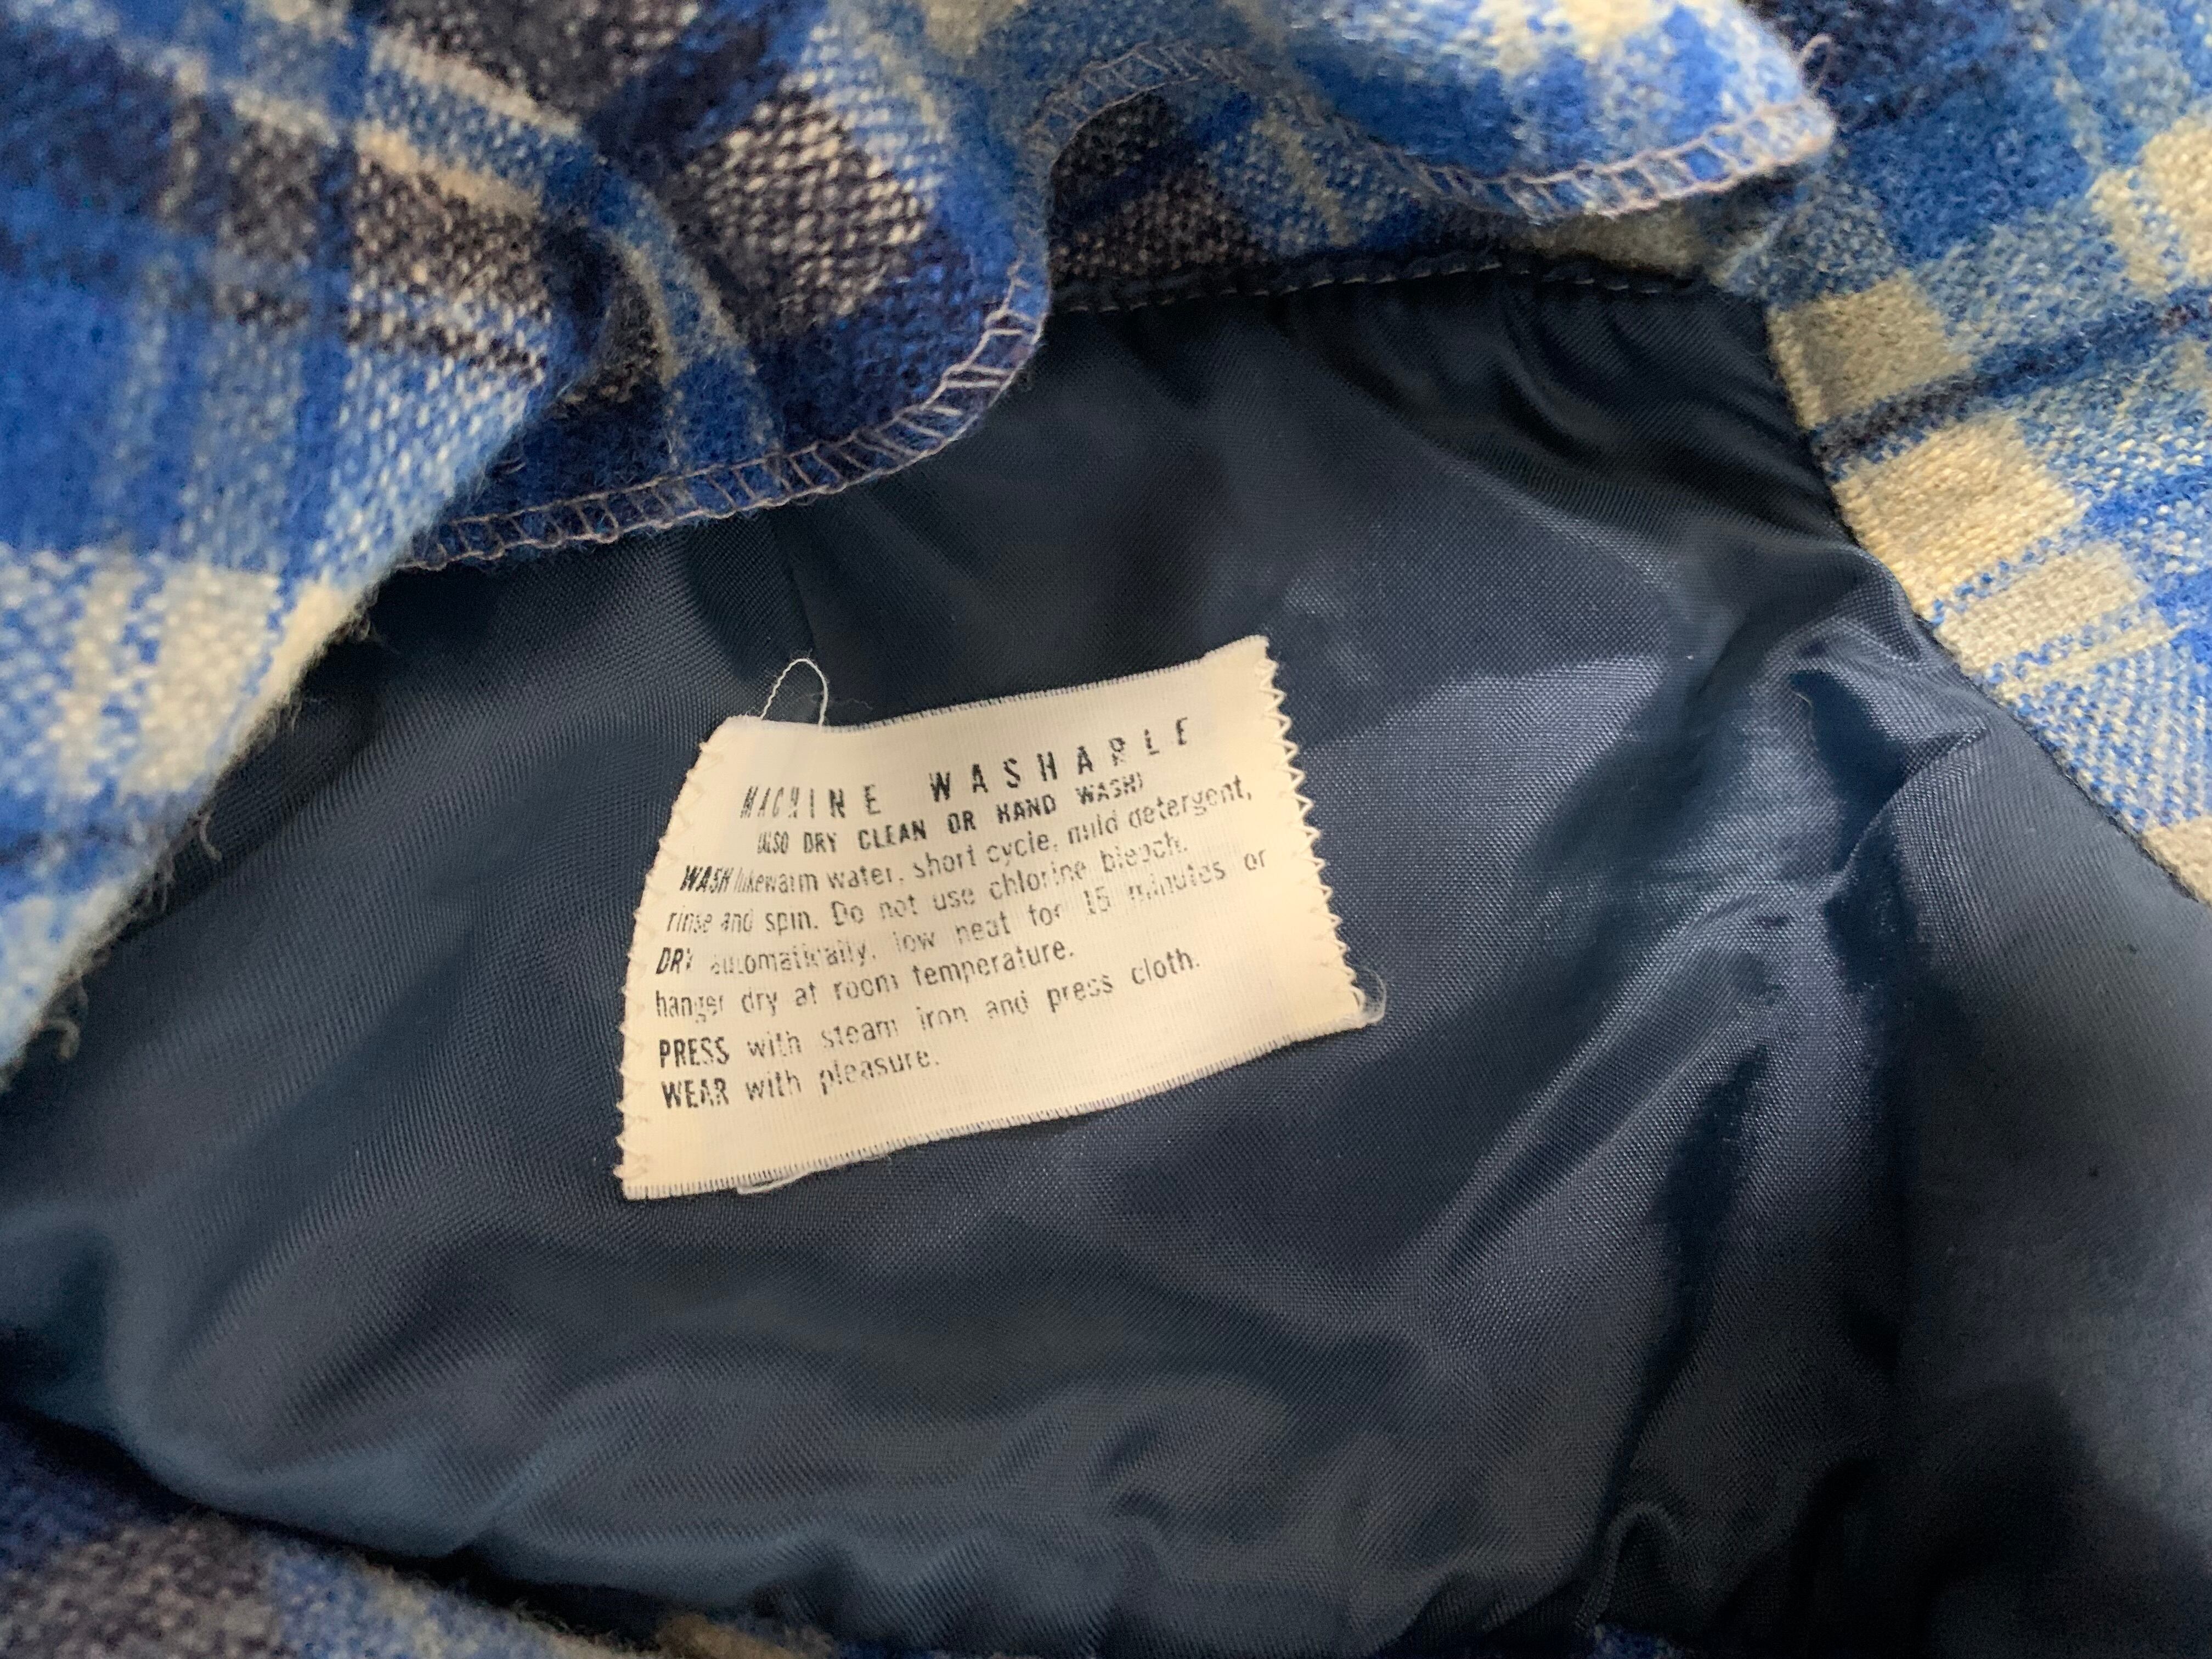 MACHINE WASHABLE
(ALSO DRY CLEAN OR HAND WASH)
WASH lukewarm water, short cycle, mild detergent,
rinse and spin. Do not use chlorine bleach.
DRY automatically, low heat for 15 minutes or
hanger dry at room temperature.
PRESS with steam iron and press cloth.
WEAR with pleasure.